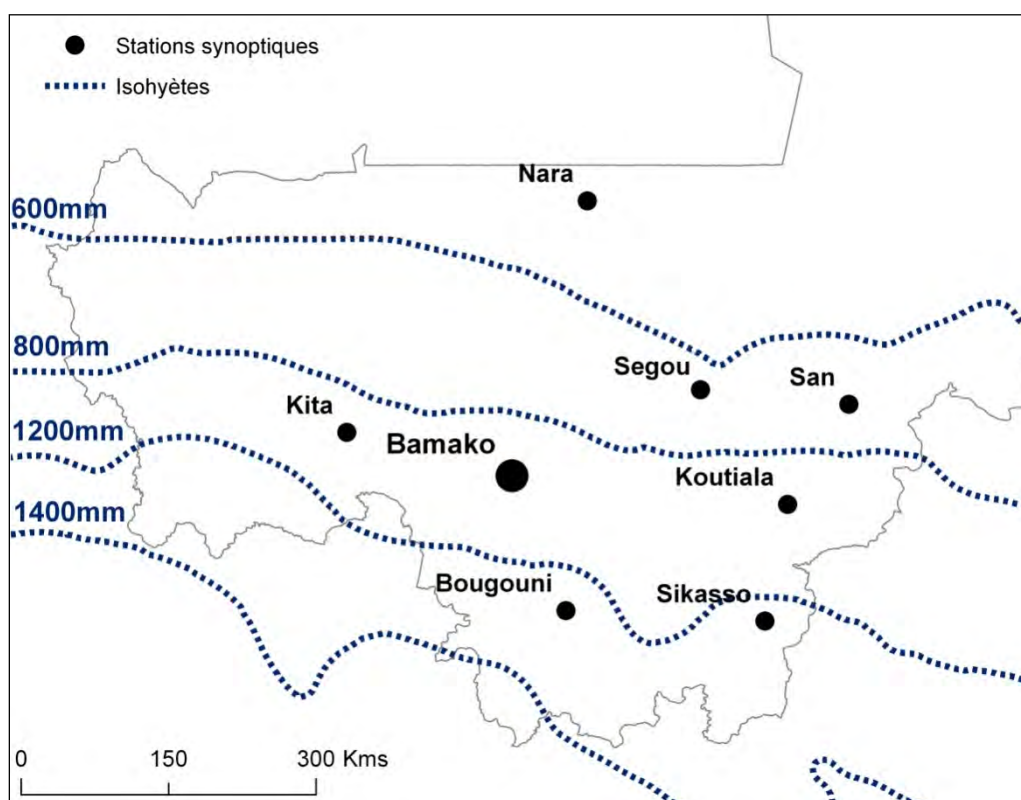 Stations synoptiques
Isohyètes
Nara
600mm
800mm
Segou
San
Kita
1200mm
Bamako
Koutiala
1400mm
Bougouni
Sikasso
0 150 300 Kms